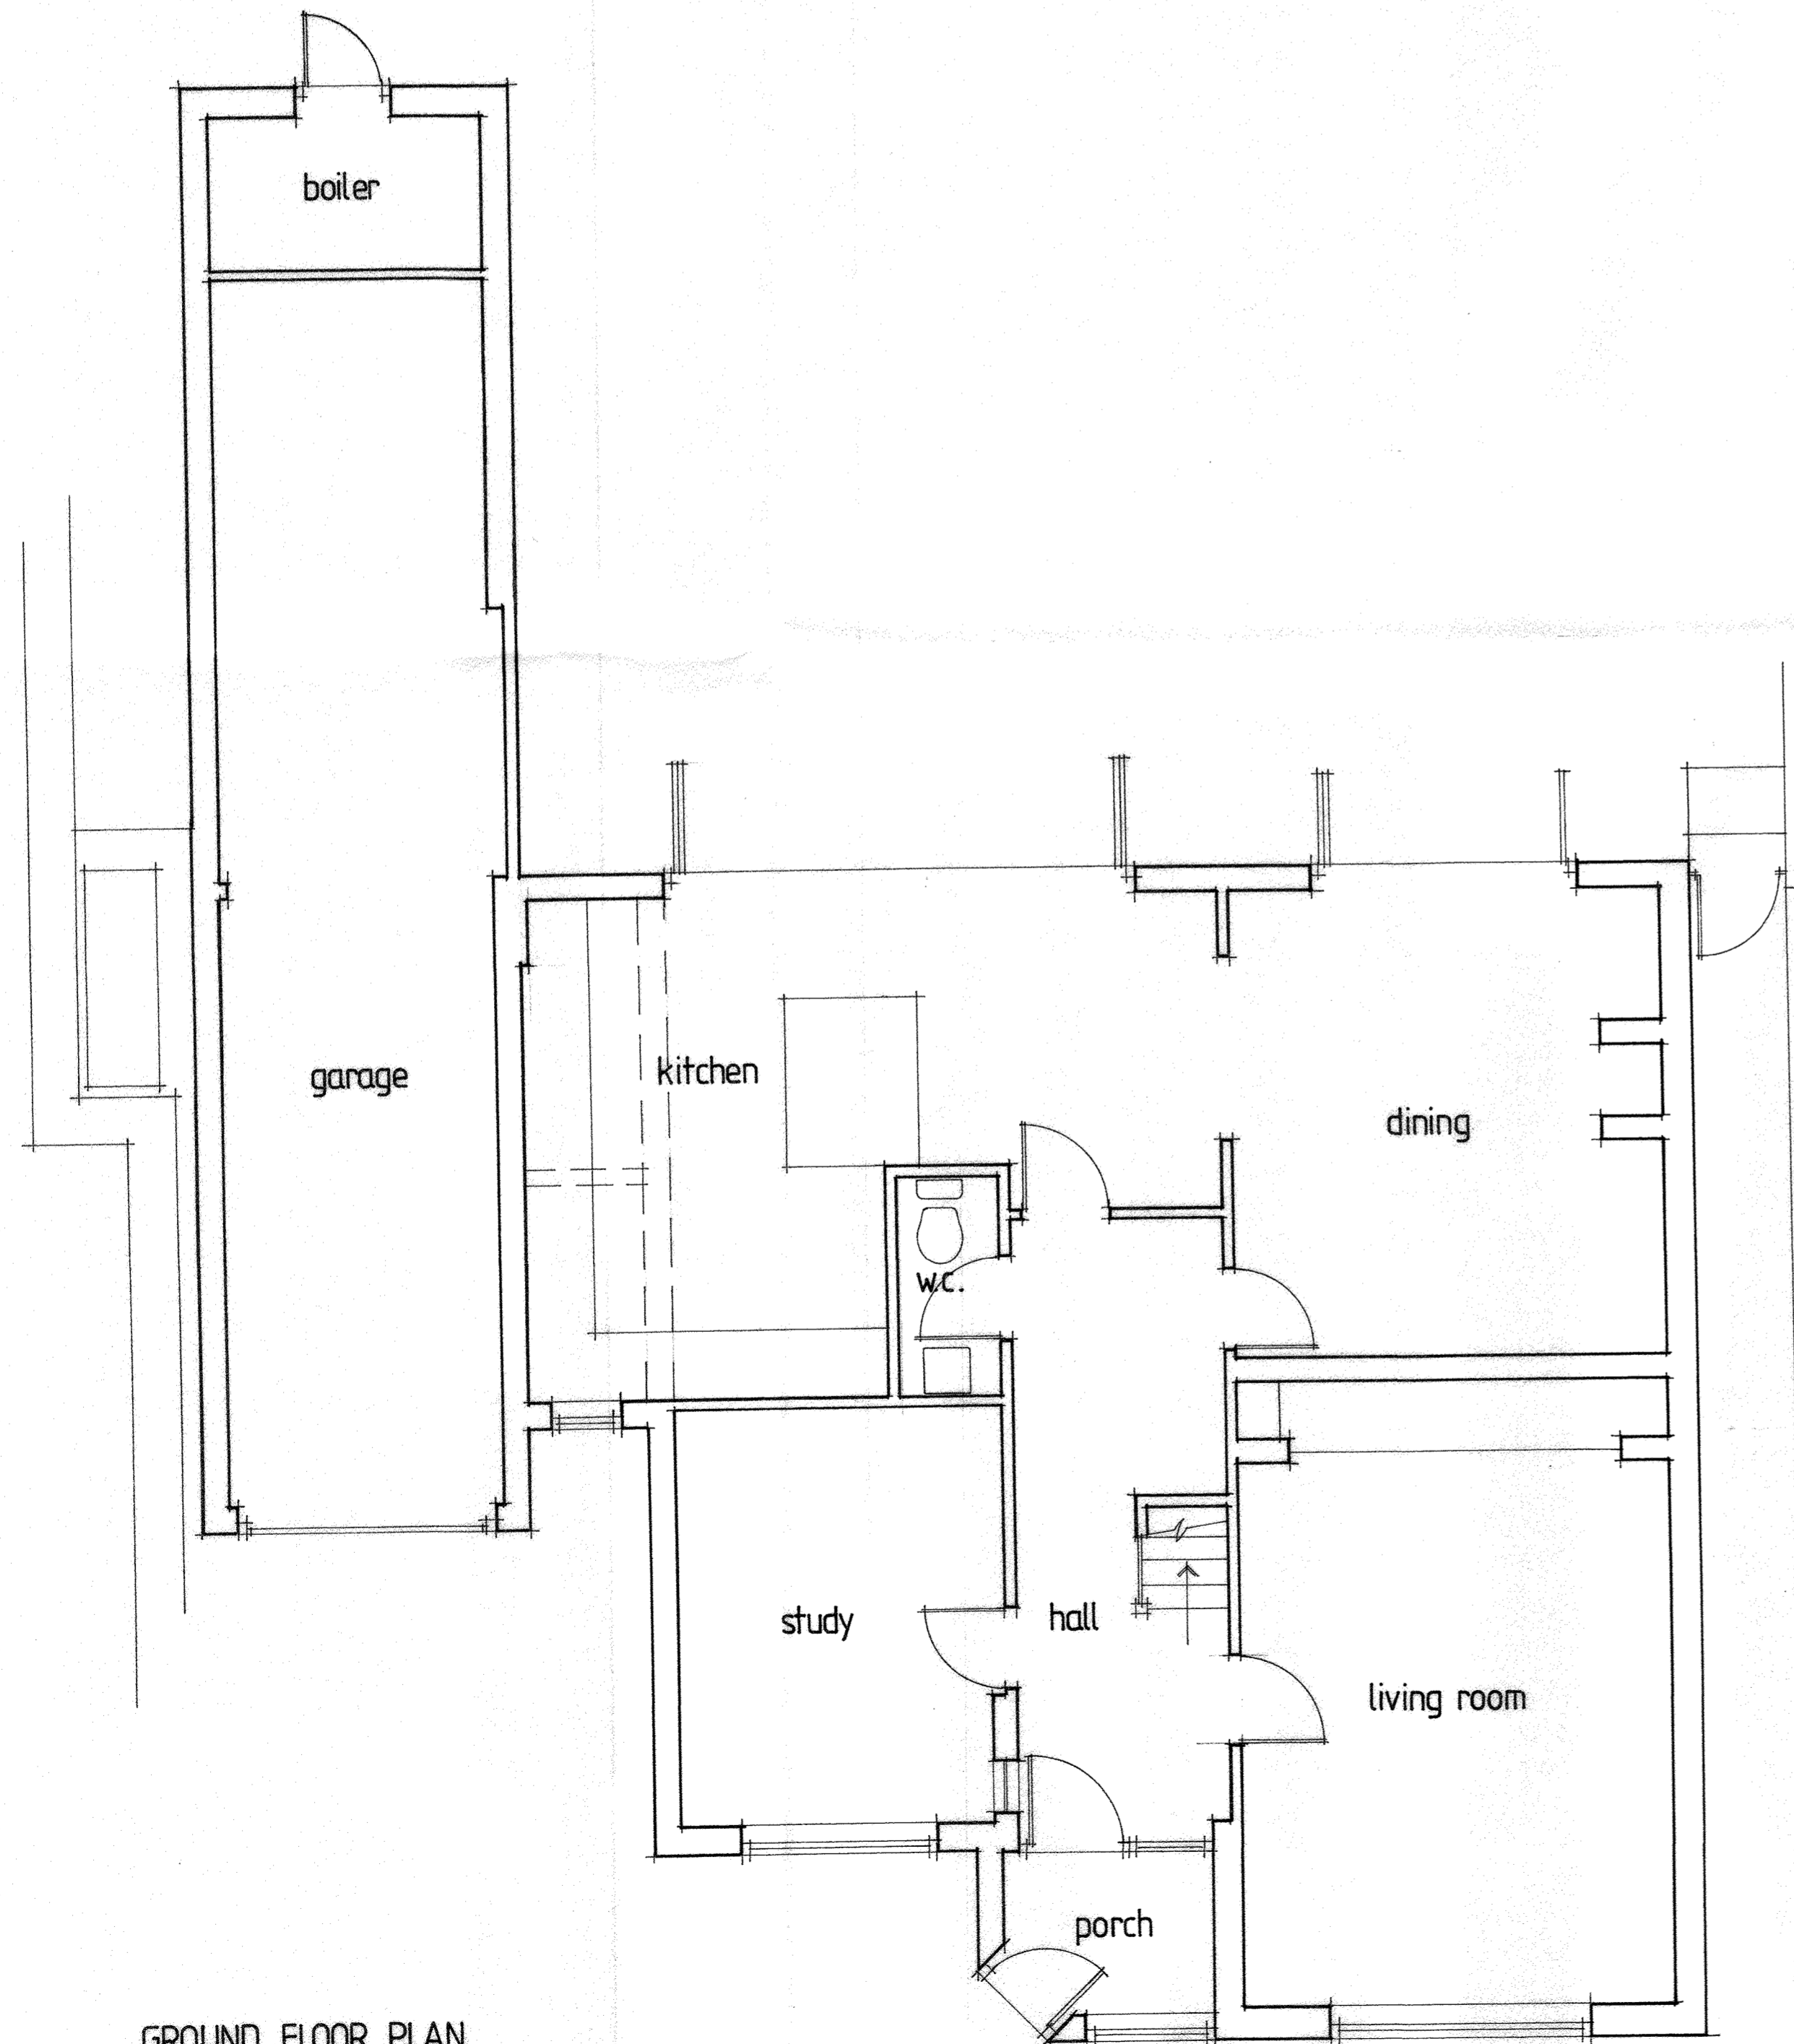 boiler
garage
kitchen
dining
w.c.
study
hall
living room
porch
GROUND FLOOR PLAN